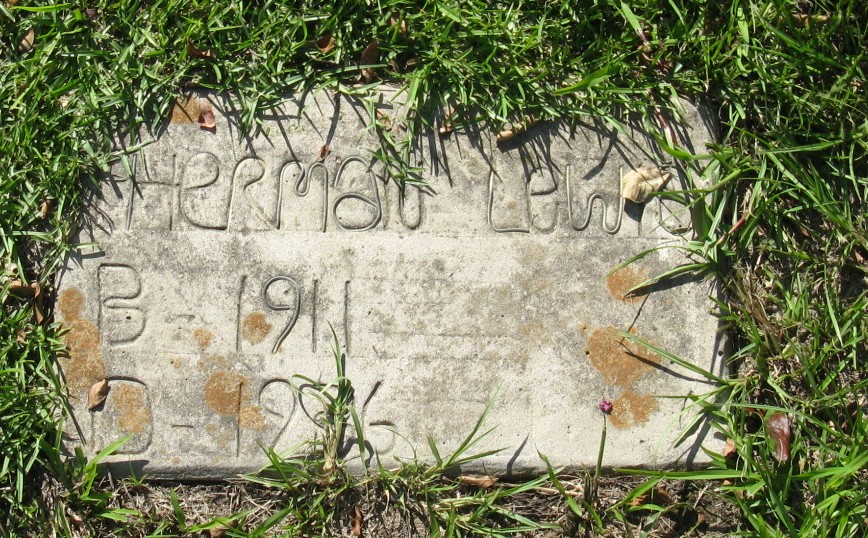 HERMAN LEWIS
B - 1911
D - 19